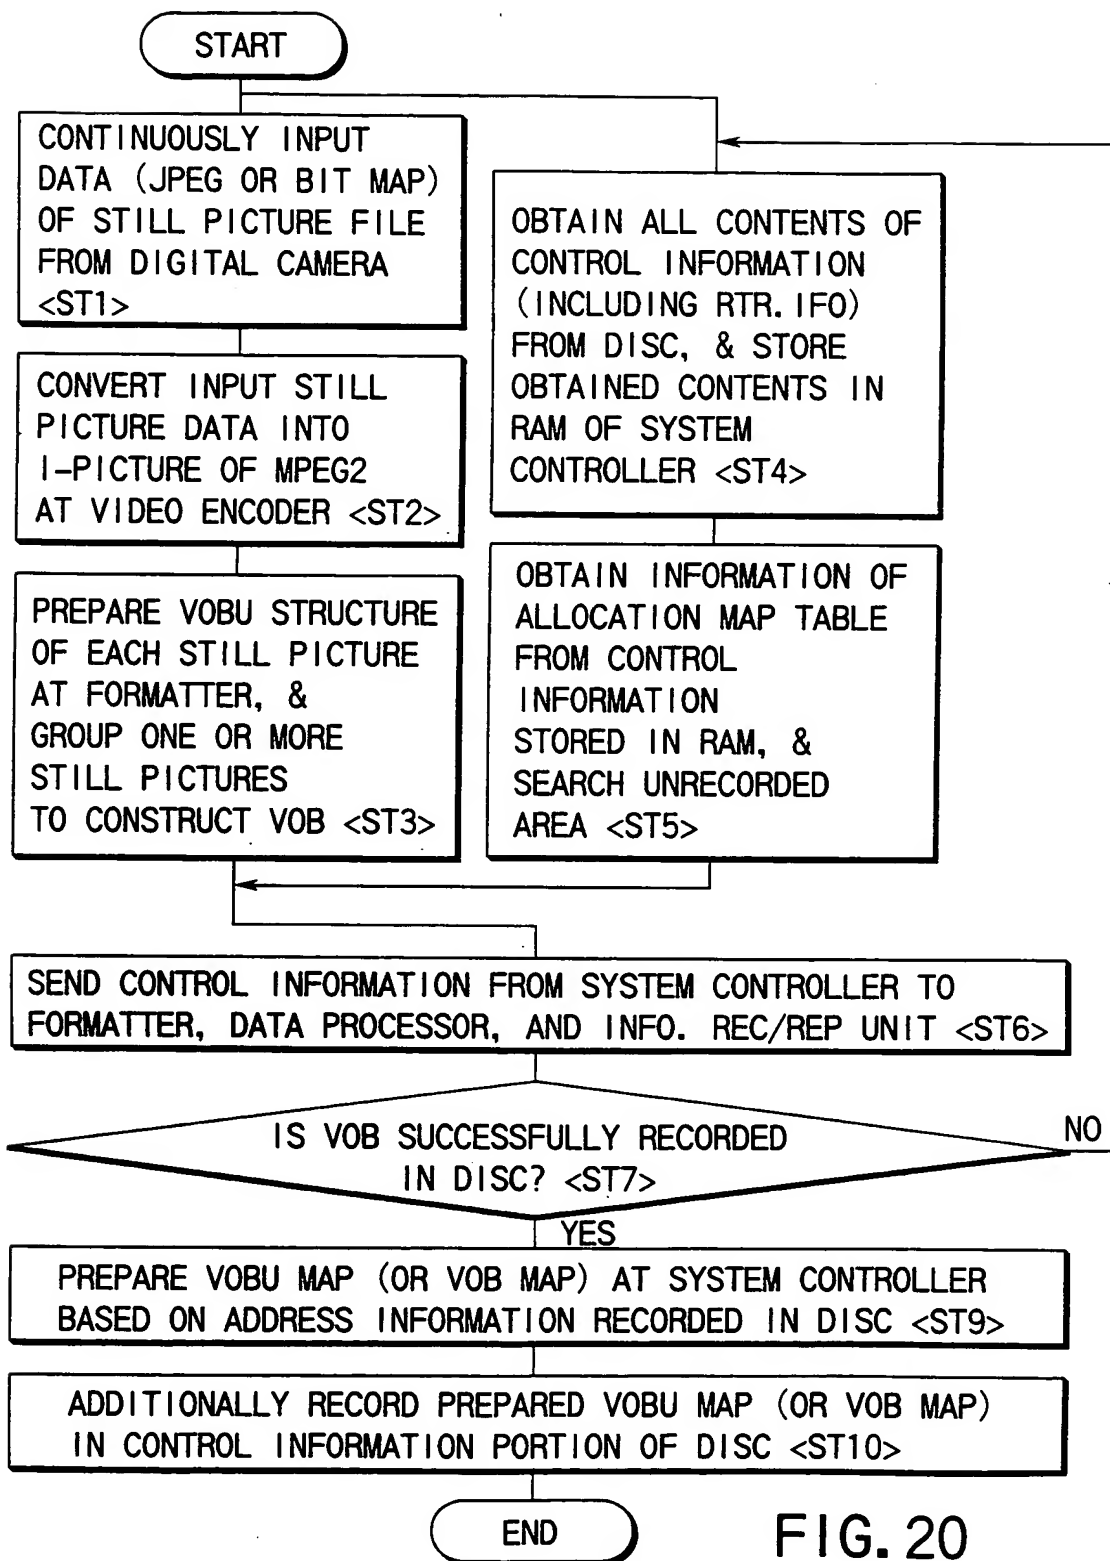 START
CONTINUOUSLY INPUT
DATA (JPEG OR BIT MAP)
OF STILL PICTURE FILE
FROM DIGITAL CAMERA
<ST1>
CONVERT INPUT STILL
PICTURE DATA INTO
I-PICTURE OF MPEG2
AT VIDEO ENCODER <ST2>
PREPARE VOBU STRUCTURE
OF EACH STILL PICTURE
AT FORMATTER, &
GROUP ONE OR MORE
STILL PICTURES
TO CONSTRUCT VOB <ST3>
OBTAIN ALL CONTENTS OF
CONTROL INFORMATION
(INCLUDING RTR.IFO)
FROM DISC, & STORE
OBTAINED CONTENTS IN
RAM OF SYSTEM
CONTROLLER <ST4>
OBTAIN INFORMATION OF
ALLOCATION MAP TABLE
FROM CONTROL
INFORMATION
STORED IN RAM, &
SEARCH UNRECORDED
AREA <ST5>
SEND CONTROL INFORMATION FROM SYSTEM CONTROLLER TO
FORMATTER, DATA PROCESSOR, AND INFO. REC/REP UNIT <ST6>
IS VOB SUCCESSFULLY RECORDED
IN DISC? <ST7>
NO
YES
PREPARE VOBU MAP (OR VOB MAP) AT SYSTEM CONTROLLER
BASED ON ADDRESS INFORMATION RECORDED IN DISC <ST9>
ADDITIONALLY RECORD PREPARED VOBU MAP (OR VOB MAP)
IN CONTROL INFORMATION PORTION OF DISC <ST10>
END
FIG. 20